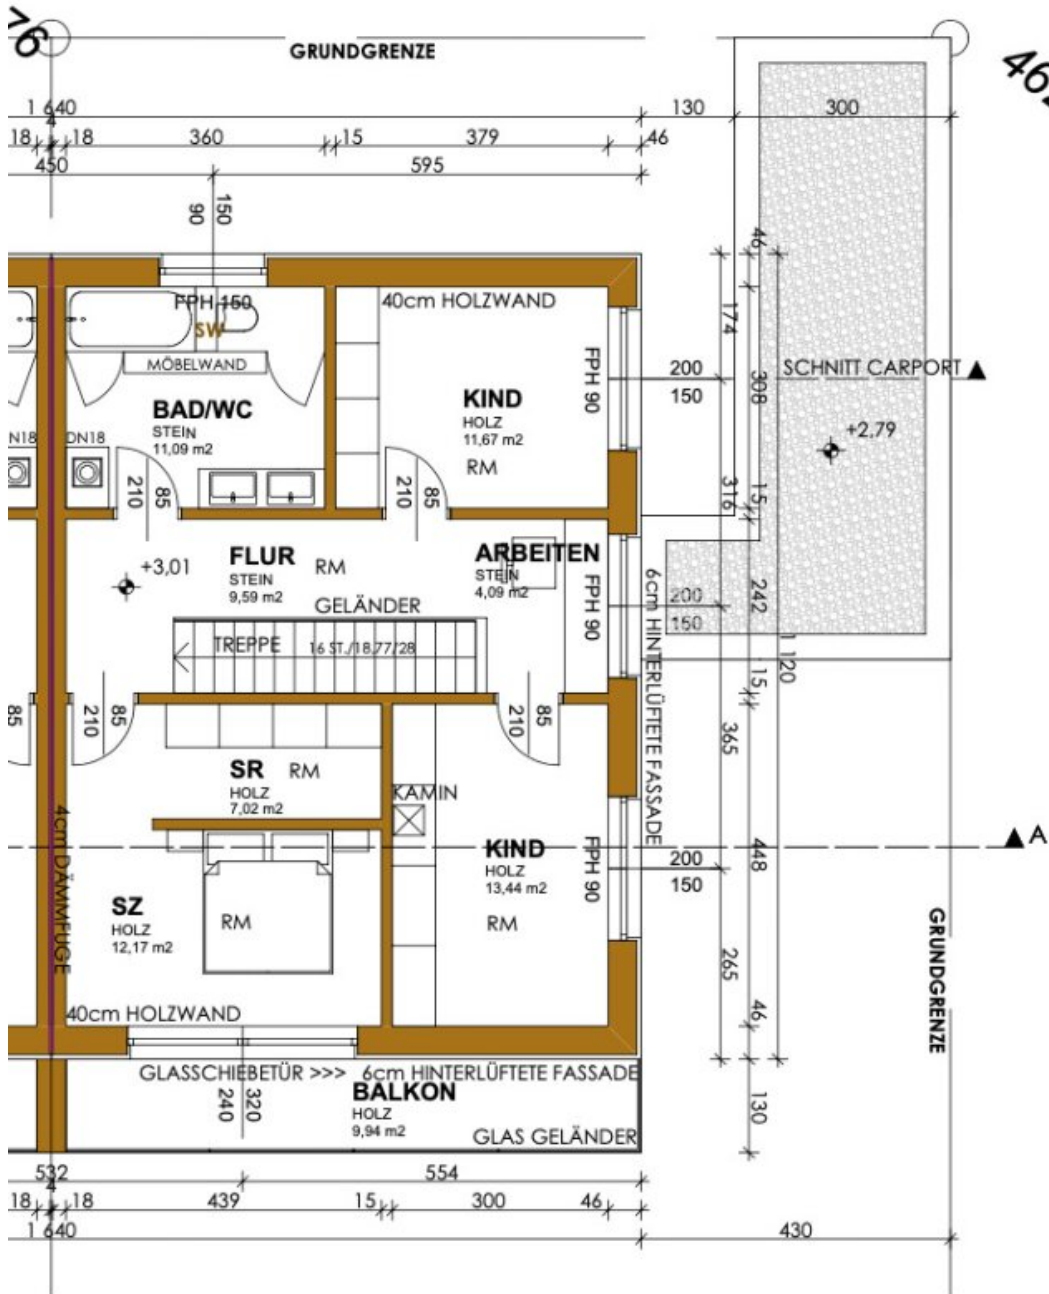 76
GRUNDGRENZE
462
1 640
130
300
4
18
18
360
15
379
46
450
595
150
90
46
FPH 150
SW
40cm HOLZWAND
174
MÖBELWAND
FPH 90
200
150
308
SCHNITT CARPORT
BAD/WC
STEIN
11,09 m2
KIND
HOLZ
11,67 m2
RM
+2,79
N18
DN18
210
85
210
85
316
15
FLUR
STEIN
9,59 m2
RM
ARBEITEN
STEIN
4,09 m2
+3,01
GELÄNDER
FPH 90
200
150
242
6cm HINTERLÜFTETE FASSADE
TREPPE
16 ST./18,77/28
1 120
15
85
210
85
210
85
365
SR
HOLZ
7,02 m2
RM
KAMIN
4cm DÄMMFUGE
KIND
HOLZ
13,44 m2
RM
FPH 90
200
150
448
A
SZ
HOLZ
12,17 m2
RM
GRUNDGRENZE
265
46
40cm HOLZWAND
GLASSCHIEBETÜR >>>
6cm HINTERLÜFTETE FASSADE
240
320
BALKON
HOLZ
9,94 m2
GLAS GELÄNDER
130
532
554
4
18
18
439
15
300
46
1 640
430